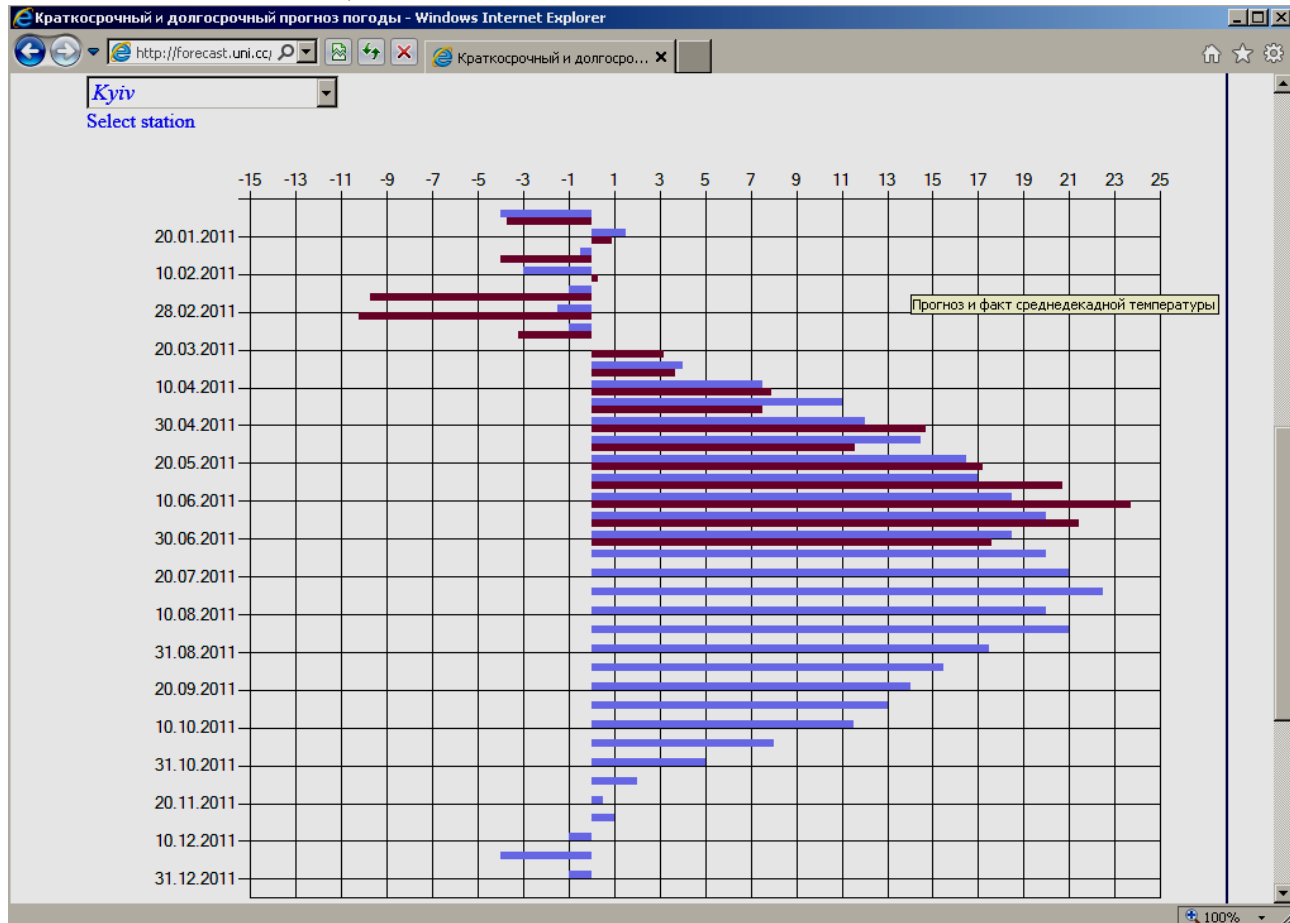 Краткосрочный и долгосрочный прогноз погоды - Windows Internet Explorer
http://forecast.uni.cc/
Краткосрочный и долгосро...
Kyiv
Select station
-15 -13 -11 -9 -7 -5 -3 -1 1 3 5 7 9 11 13 15 17 19 21 23 25
20.01.2011
10.02.2011
28.02.2011
Прогноз и факт среднедекадной температуры
20.03.2011
10.04.2011
30.04.2011
20.05.2011
10.06.2011
30.06.2011
20.07.2011
10.08.2011
31.08.2011
20.09.2011
10.10.2011
31.10.2011
20.11.2011
10.12.2011
31.12.2011
100%